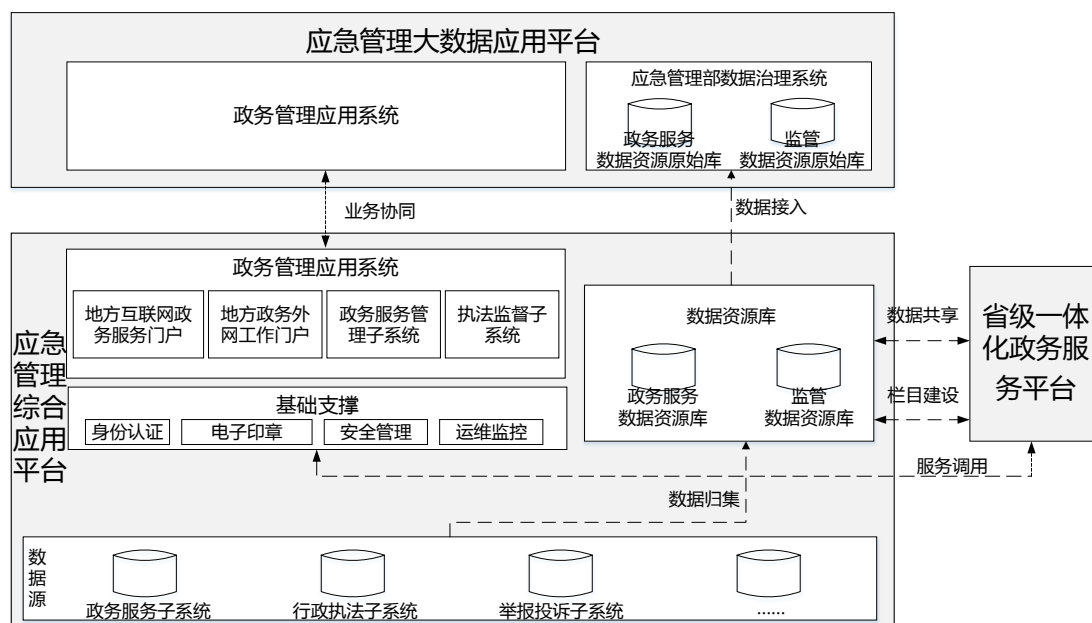 应急管理大数据应用平台
政务管理应用系统
应急管理部数据治理系统
政务服务
数据资源原始库
监管
数据资源原始库
业务协同
数据接入
应急
管理
综合
应用
平台
政务管理应用系统
地方互联网政
务服务门户
地方政务外
网工作门户
政务服务管
理子系统
执法监督子
系统
基础支撑
身份认证
电子印章
安全管理
运维监控
数据资源库
政务服务
数据资源库
监管
数据资源库
数据共享
栏目建设
服务调用
省级一体
化政务服
务平台
数据归集
数
据
源
政务服务子系统
行政执法子系统
举报投诉子系统
......